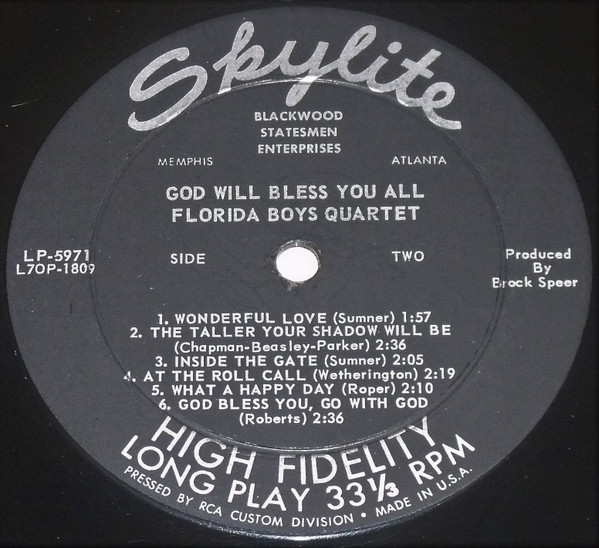 Skylite
BLACKWOOD
STATESMEN
ENTERPRISES
MEMPHIS ATLANTA
GOD WILL BLESS YOU ALL
FLORIDA BOYS QUARTET
LP-5971
L7OP-1809
SIDE TWO
Produced
By
Brock Speer
1. WONDERFUL LOVE (Sumner) 1:57
2. THE TALLER YOUR SHADOW WILL BE
(Chapman-Beasley-Parker) 2:36
3. INSIDE THE GATE (Sumner) 2:05
4. AT THE ROLL CALL (Wetherington) 2:19
5. WHAT A HAPPY DAY (Roper) 2:10
6. GOD BLESS YOU, GO WITH GOD
(Roberts) 2:36
HIGH FIDELITY
LONG PLAY 33⅓ RPM
PRESSED BY RCA CUSTOM DIVISION • MADE IN U.S.A.